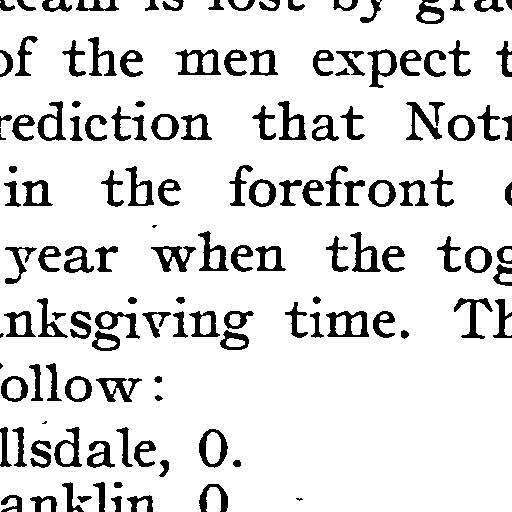 team is lost by grad
of the men expect t
rediction that Notr
in the forefront o
year when the tog
anksgiving time. Th
follow:
llsdale, 0.
anklin, 0